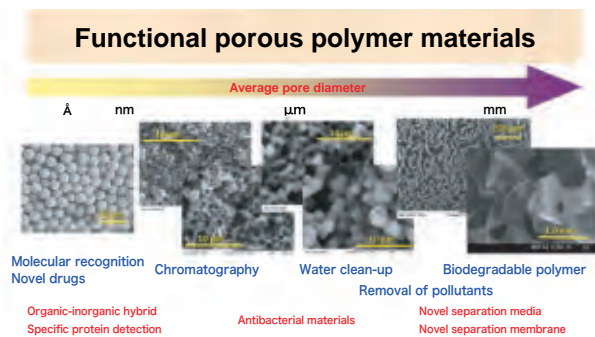 Functional porous polymer materials
Average pore diameter
Å nm μm mm
Molecular recognition
Novel drugs
Chromatography
Water clean-up
Biodegradable polymer
Removal of pollutants
Organic-inorganic hybrid
Specific protein detection
Antibacterial materials
Novel separation media
Novel separation membrane